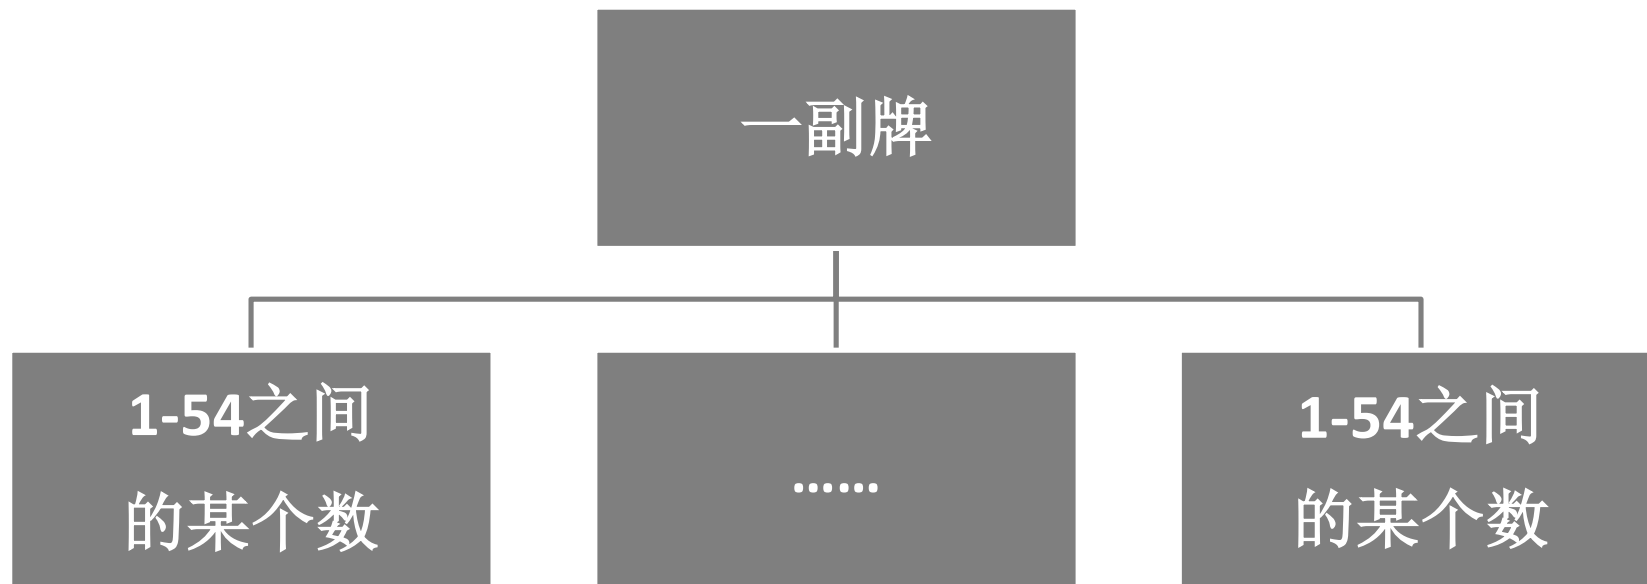 一副牌
1-54之间
的某个数
.......
1-54之间
的某个数